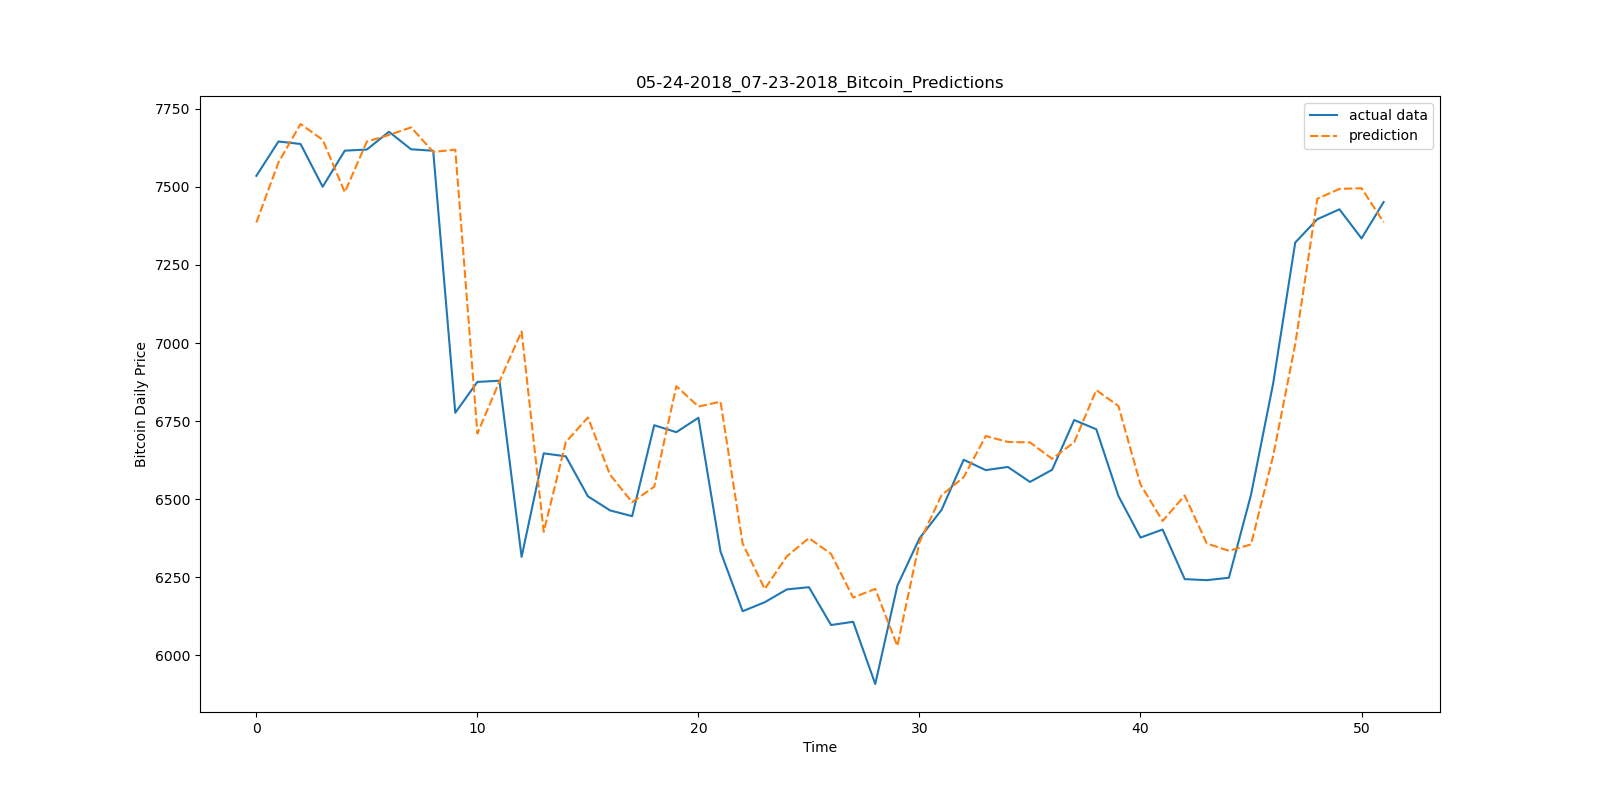 05-24-2018_07-23-2018_Bitcoin_Predictions
actual data
prediction
7750
7500
7250
7000
6750
6500
6250
6000
Bitcoin Daily Price
0 10 20 30 40 50
Time